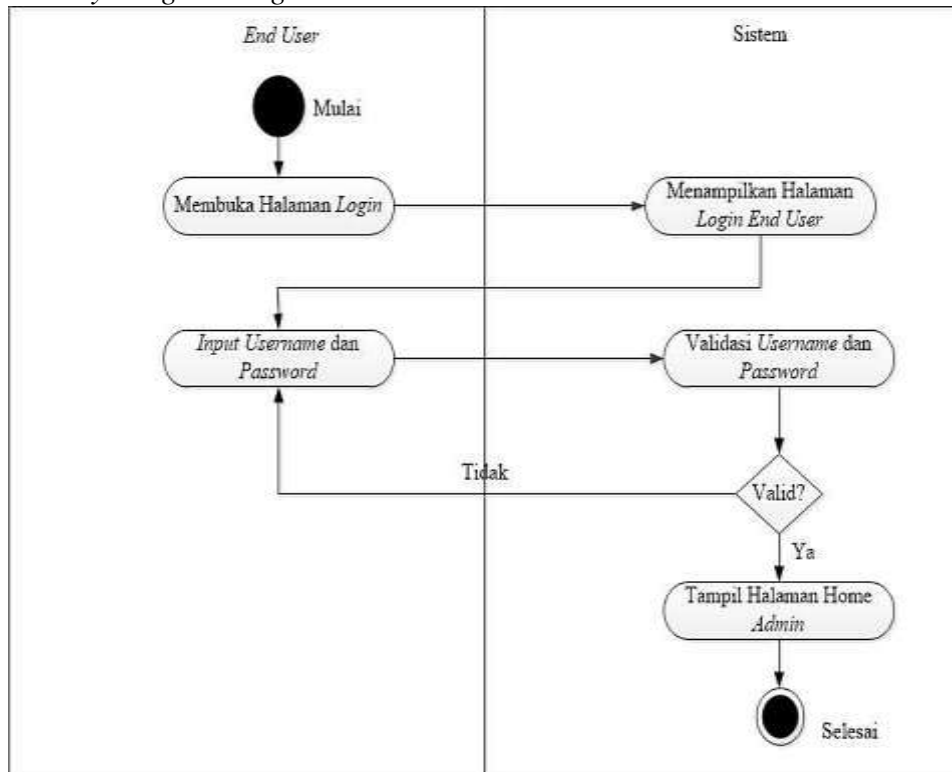 End User
Sistem
Mulai
Membuka Halaman Login
Menampilkan Halaman
Login End User
Input Username dan
Password
Validasi Username dan
Password
Tidak
Valid?
Ya
Tampil Halaman Home
Admin
Selesai